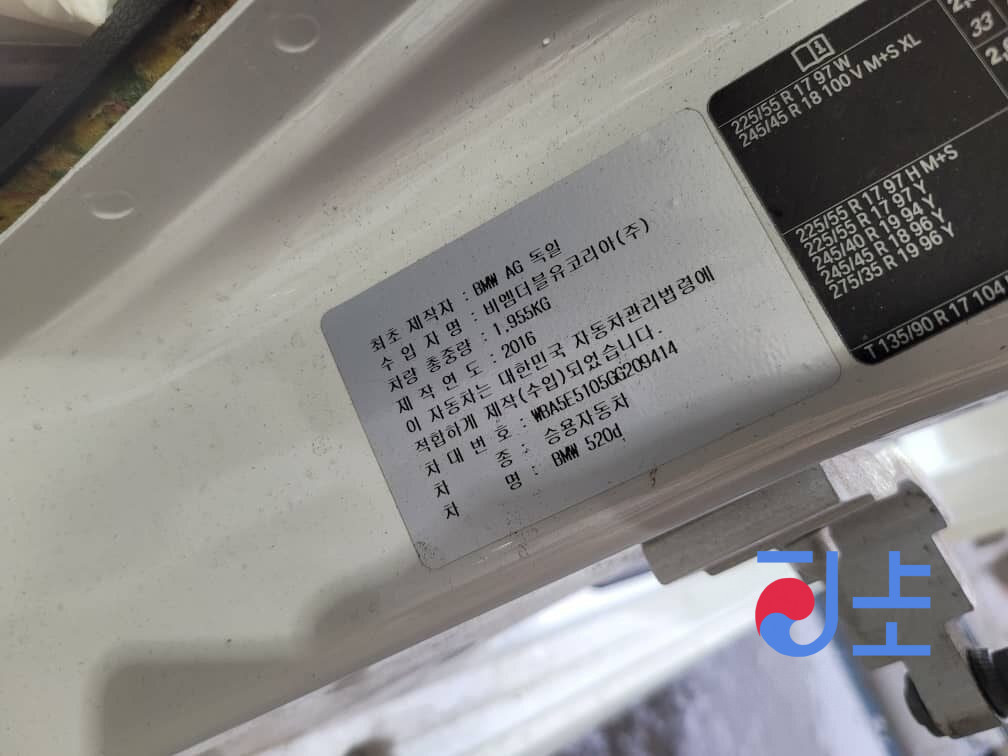 최초 제작자 : BMW AG 독일
수 입 자 명 : 비엠더블유코리아(주)
차량 총중량 : 1,955KG
제 작 연 도 : 2016
이 자동차는 대한민국 자동차관리법령에
적합하게 제작(수입)되었습니다.
차 대 번 호 : WBA5E5105GG209414
차 종 : 승용자동차
차 명 : BMW 520d
225/55 R 17 97 W
245/45 R 18 100 V M+S XL
33
225/55 R 17 97 H M+S
225/55 R 17 97 Y
245/40 R 19 94 Y
245/45 R 18 96 Y
275/35 R 19 96 Y
T 135/90 R 17 104